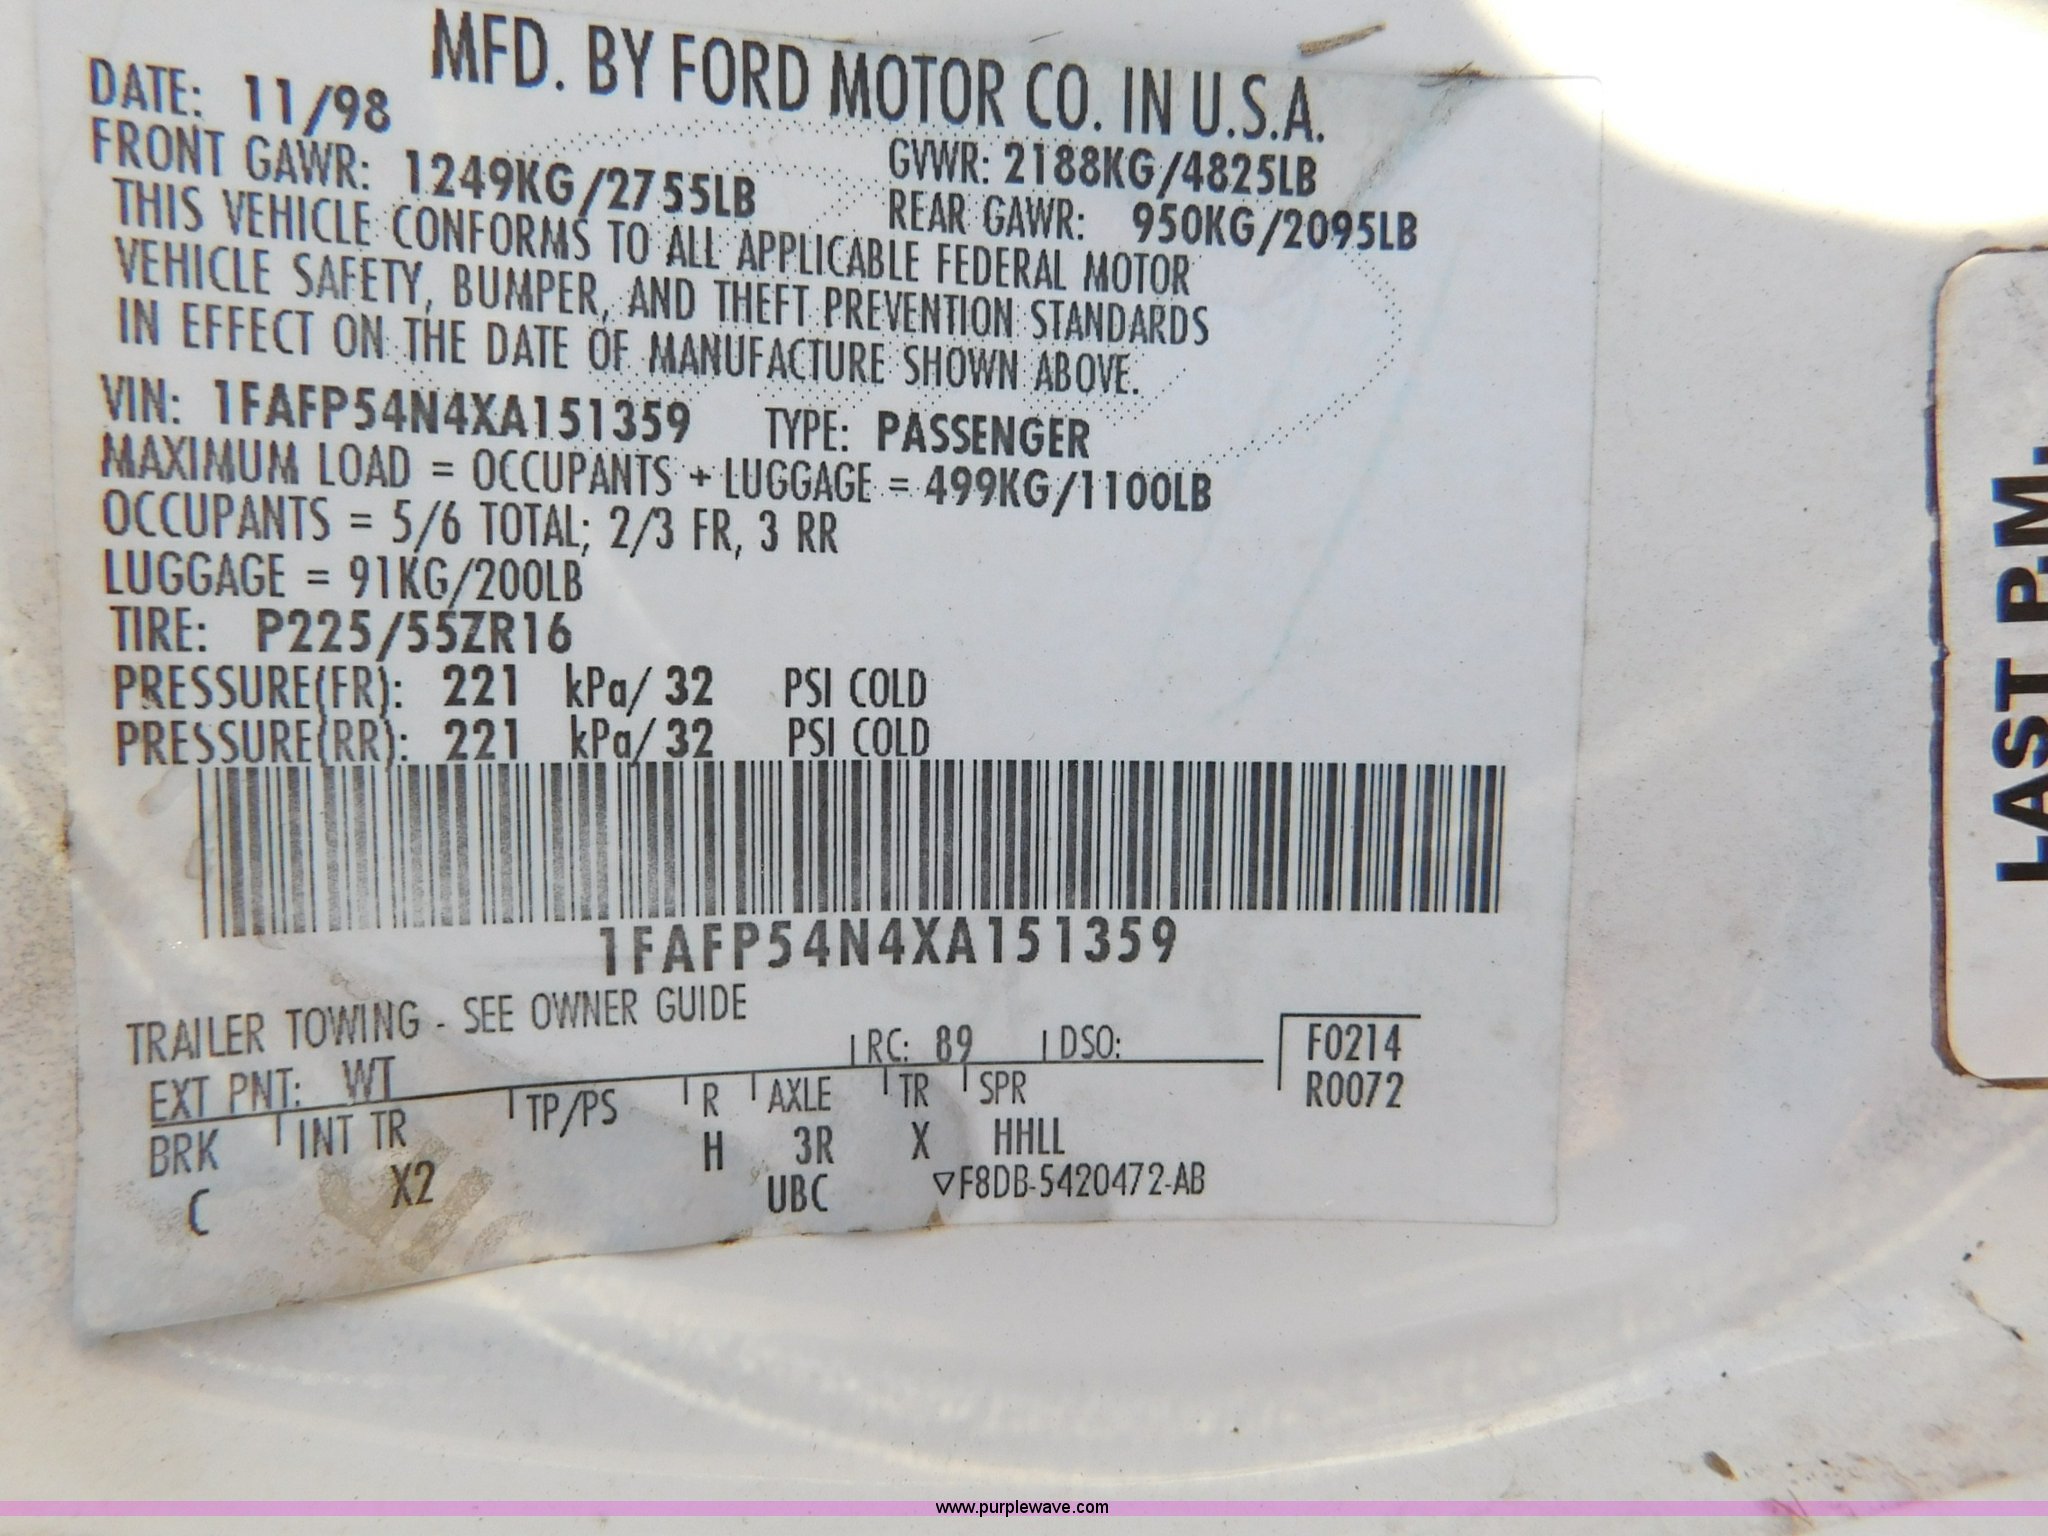 MFD. BY FORD MOTOR CO. IN U.S.A.
DATE: 11/98
GVWR: 2188KG/4825LB
FRONT GAWR: 1249KG/2755LB
REAR GAWR: 950KG/2095LB
THIS VEHICLE CONFORMS TO ALL APPLICABLE FEDERAL MOTOR
VEHICLE SAFETY, BUMPER, AND THEFT PREVENTION STANDARDS
IN EFFECT ON THE DATE OF MANUFACTURE SHOWN ABOVE.
VIN: 1FAFP54N4XA151359 TYPE: PASSENGER
MAXIMUM LOAD = OCCUPANTS + LUGGAGE = 499KG/1100LB
OCCUPANTS = 5/6 TOTAL; 2/3 FR, 3 RR
LUGGAGE = 91KG/200LB
TIRE: P225/55ZR16
PRESSURE(FR): 221 kPa/ 32 PSI COLD
PRESSURE(RR): 221 kPa/ 32 PSI COLD
1FAFP54N4XA151359
TRAILER TOWING - SEE OWNER GUIDE
EXT PNT: WT RC: 89 DSO: F0214
R0072
BRK INT TR TP/PS R AXLE TR SPR
C X2 H 3R X HHLL
UBC ▽F8DB-5420472-AB
LAST P.M.
www.purplewave.com